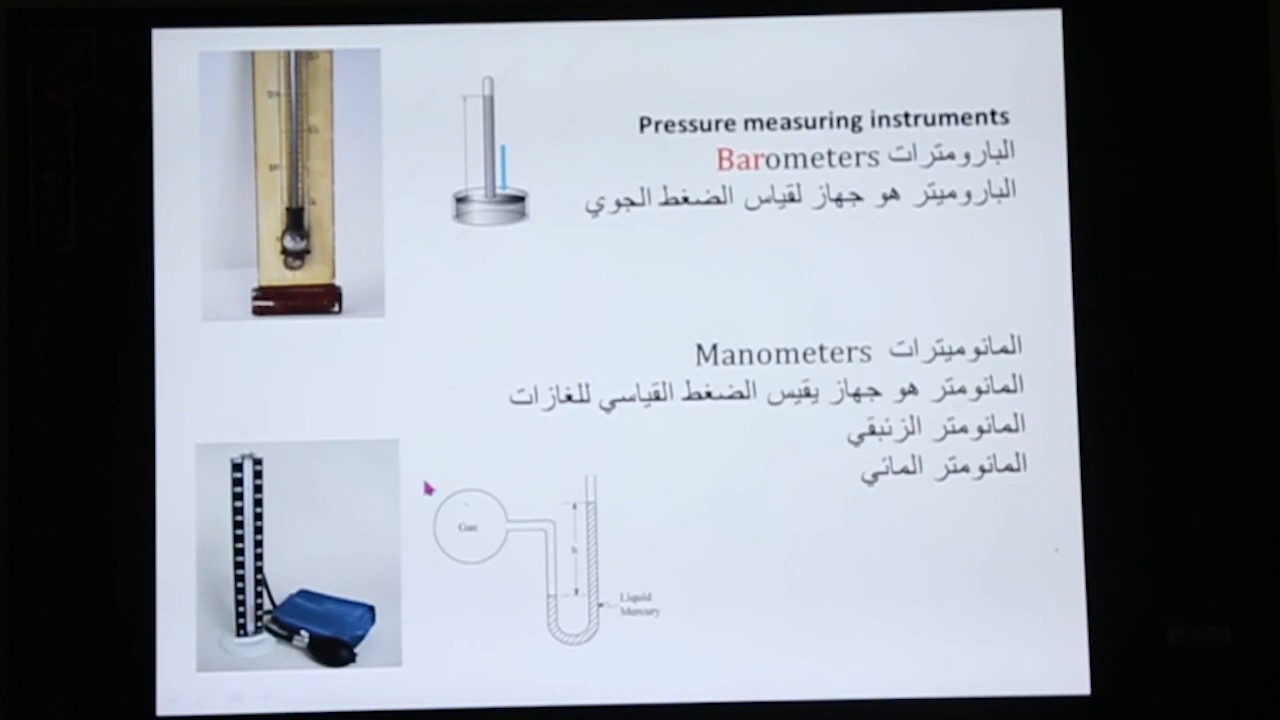 Pressure measuring instruments
البارومترات Barometers
الباروميتر هو جهاز لقياس الضغط الجوي
المانوميترات Manometers
المانومتر هو جهاز يقيس الضغط القياسي للغازات
المانومتر الزئبقي
المانومتر المائي
Gas
h
Liquid
Mercury